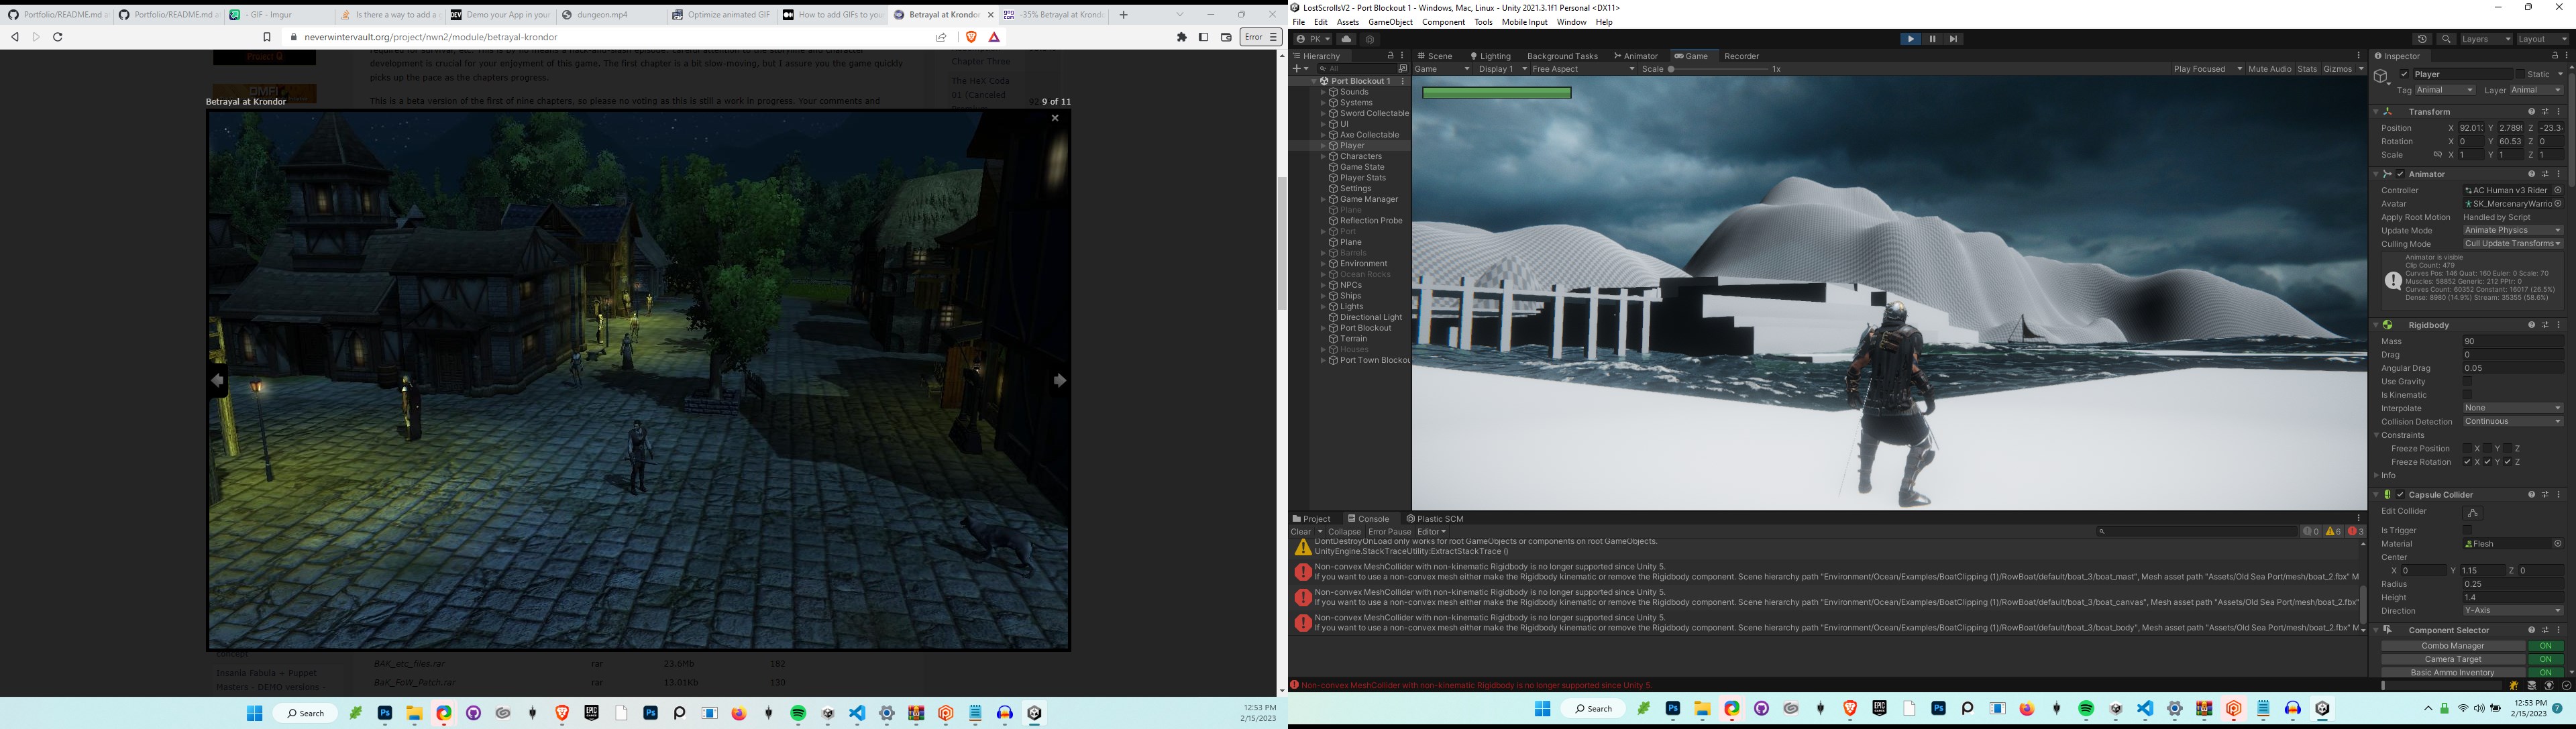 Portfolio/README.md a
Portfolio/README.md a
- GIF - Imgur
Is there a way to add a g
Demo your App in your
dungeon.mp4
Optimize animated GIF
How to add GIFs to your
Betrayal at Krondor
-35% Betrayal at Krondo
neverwintervault.org/project/nwn2/module/betrayal-krondor
Error
development is crucial for your enjoyment of this game. The first chapter is a bit slow-moving, but I assure you the game quickly
picks up the pace as the chapters progress.
This is a beta version of the first of nine chapters, so please no voting as this is still a work in progress. Your comments and
Chapter Three
The HeX Coda
01 (Canceled
Betrayal at Krondor
9 of 11
concept
Insania Fabula + Puppet
Masters - DEMO versions -
BAK_etc_files.rar rar 23.6Mb 182
BaK_FoW_Patch.rar rar 13.01Kb 130
Search
12:53 PM
2/15/2023
LostScrollsV2 - Port Blockout 1 - Windows, Mac, Linux - Unity 2021.3.1f1 Personal <DX11>
File Edit Assets GameObject Component Tools Mobile Input Window Help
PK
Layers
Layout
Hierarchy
All
Port Blockout 1
Sounds
Systems
Sword Collectable
UI
Axe Collectable
Player
Characters
Game State
Player Stats
Settings
Game Manager
Plane
Reflection Probe
Port
Plane
Barrels
Environment
Ocean Rocks
NPCs
Ships
Lights
Directional Light
Port Blockout
Terrain
Houses
Port Town Blockou
Scene Lighting Background Tasks Animator Game Recorder
Game Display 1 Free Aspect Scale 1x Play Focused Mute Audio Stats Gizmos
Inspector
Player Static
Tag Animal Layer Animal
Transform
Position X 92.01 Y 2.789 Z -23.3
Rotation X 0 Y 60.53 Z 0
Scale X 1 Y 1 Z 1
Animator
Controller AC Human v3 Rider
Avatar SK_MercenaryWarrio
Apply Root Motion Handled by Script
Update Mode Animate Physics
Culling Mode Cull Update Transforms
Animator is visible
Clip Count: 479
Curves Pos: 146 Quat: 160 Euler: 0 Scale: 70
Muscles: 58852 Generic: 212 PPtr: 0
Curves Count: 60352 Constant: 16017 (26.5%)
Dense: 8980 (14.9%) Stream: 35355 (58.6%)
Rigidbody
Mass 90
Drag 0
Angular Drag 0.05
Use Gravity
Is Kinematic
Interpolate None
Collision Detection Continuous
Constraints
Freeze Position X Y Z
Freeze Rotation X Y Z
Info
Capsule Collider
Edit Collider
Is Trigger
Material Flesh
Center
X 0 Y 1.15 Z 0
Radius 0.25
Height 1.4
Direction Y-Axis
Component Selector
Combo Manager ON
Camera Target ON
Basic Ammo Inventory ON
Project Console Plastic SCM
Clear Collapse Error Pause Editor 0 6 3
DontDestroyOnLoad only works for root GameObjects or components on root GameObjects.
UnityEngine.StackTraceUtility:ExtractStackTrace ()
Non-convex MeshCollider with non-kinematic Rigidbody is no longer supported since Unity 5.
If you want to use a non-convex mesh either make the Rigidbody kinematic or remove the Rigidbody component. Scene hierarchy path "Environment/Ocean/Examples/BoatClipping (1)/RowBoat/default/boat_3/boat_mast", Mesh asset path "Assets/Old Sea Port/mesh/boat_2.fbx" M
Non-convex MeshCollider with non-kinematic Rigidbody is no longer supported since Unity 5.
If you want to use a non-convex mesh either make the Rigidbody kinematic or remove the Rigidbody component. Scene hierarchy path "Environment/Ocean/Examples/BoatClipping (1)/RowBoat/default/boat_3/boat_canvas", Mesh asset path "Assets/Old Sea Port/mesh/boat_2.fbx"
Non-convex MeshCollider with non-kinematic Rigidbody is no longer supported since Unity 5.
If you want to use a non-convex mesh either make the Rigidbody kinematic or remove the Rigidbody component. Scene hierarchy path "Environment/Ocean/Examples/BoatClipping (1)/RowBoat/default/boat_3/boat_body", Mesh asset path "Assets/Old Sea Port/mesh/boat_2.fbx" M
Non-convex MeshCollider with non-kinematic Rigidbody is no longer supported since Unity 5.
Search
12:53 PM
2/15/2023
7